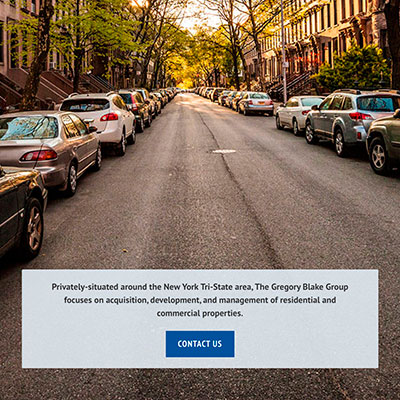 Privately-situated around the New York Tri-State area, The Gregory Blake Group
focuses on acquisition, development, and management of residential and
commercial properties.
CONTACT US